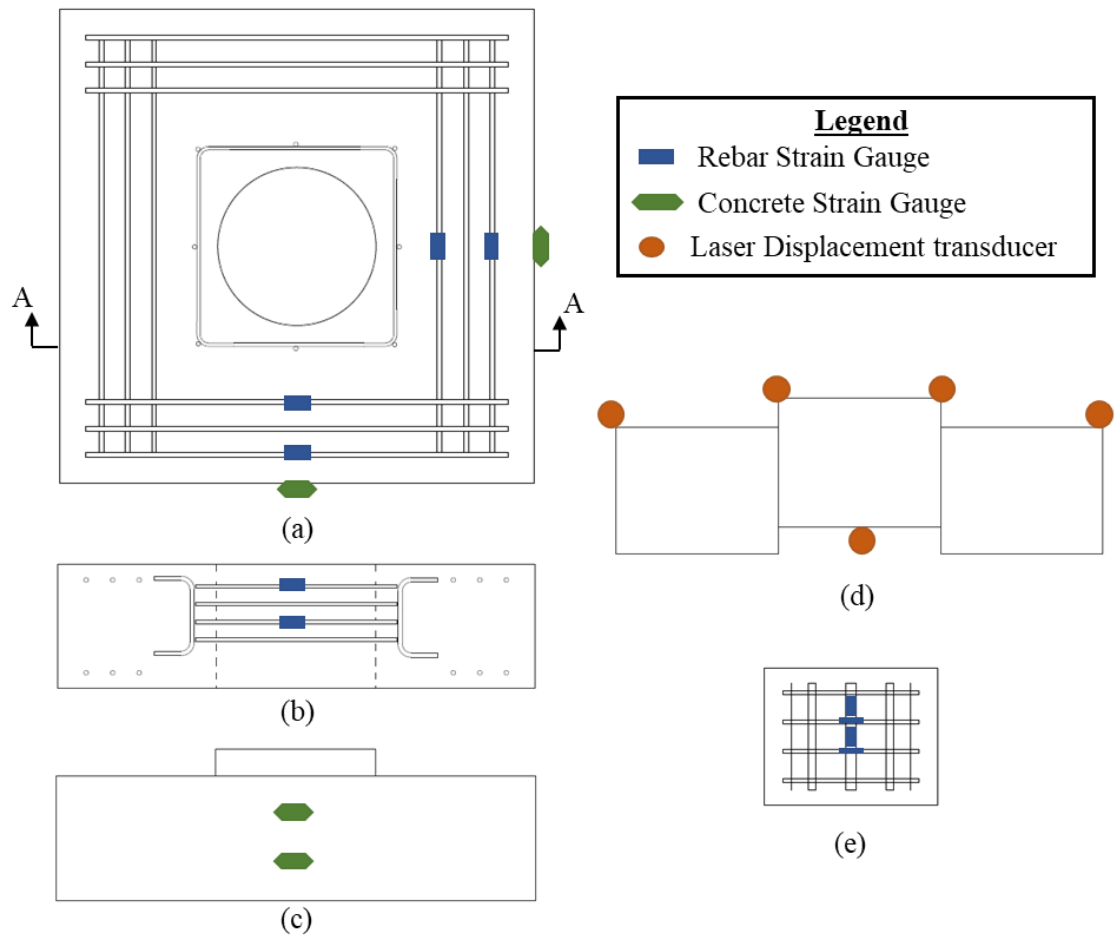 Legend
Rebar Strain Gauge
Concrete Strain Gauge
Laser Displacement transducer
A
A
(a)
(b)
(c)
(d)
(e)